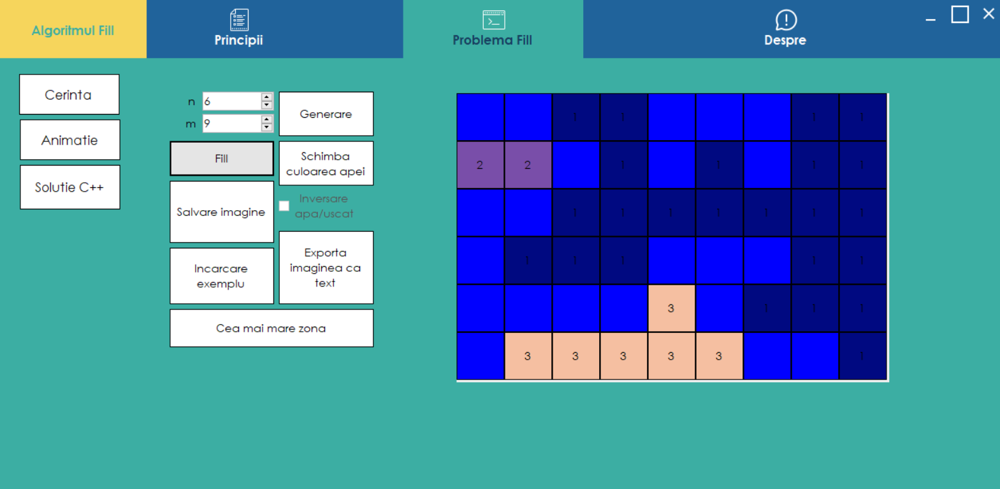 Algoritmul Fill
Principii
Problema Fill
Despre
Cerinta
Animatie
Solutie C++
n 6
m 9
Generare
Fill
Schimba
culoarea apei
Salvare imagine
Inversare
apa/uscat
Incarcare
exemplu
Exporta
imaginea ca
text
Cea mai mare zona
1 1 1 1
2 2 1 1 1 1
1 1 1 1 1 1 1
1 1 1 1 1
3 1 1 1
3 3 3 3 3 1